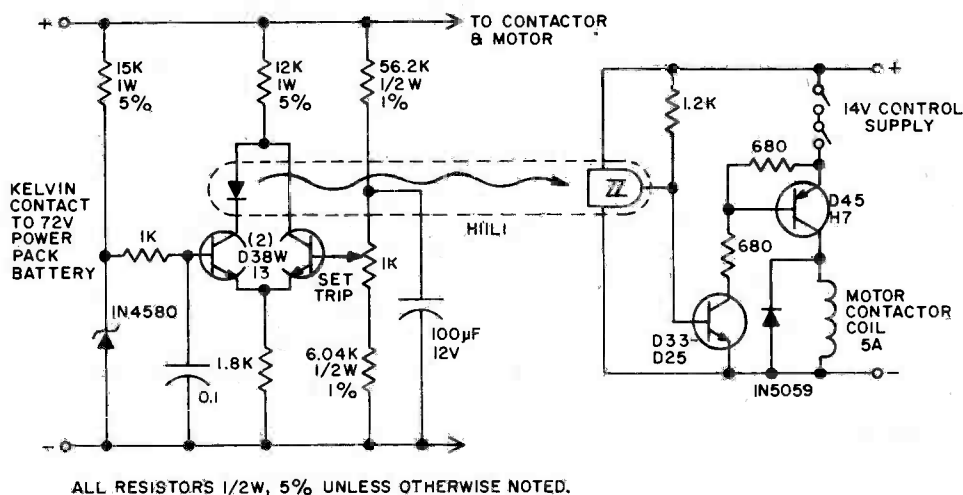 +
TO CONTACTOR
& MOTOR
15K
1W
5%
12K
1W
5%
56.2K
1/2W
1%
+
1.2K
14V CONTROL
SUPPLY
680
KELVIN
CONTACT
TO 72V
POWER
PACK
BATTERY
H11L1
D45
H7
1K
(2)
D38W
13
SET
TRIP
1K
680
1N4580
100µF
12V
MOTOR
CONTACTOR
COIL
5A
1.8K
6.04K
1/2W
1%
D33-
D25
0.1
1N5059
-
-
ALL RESISTORS 1/2W, 5% UNLESS OTHERWISE NOTED.